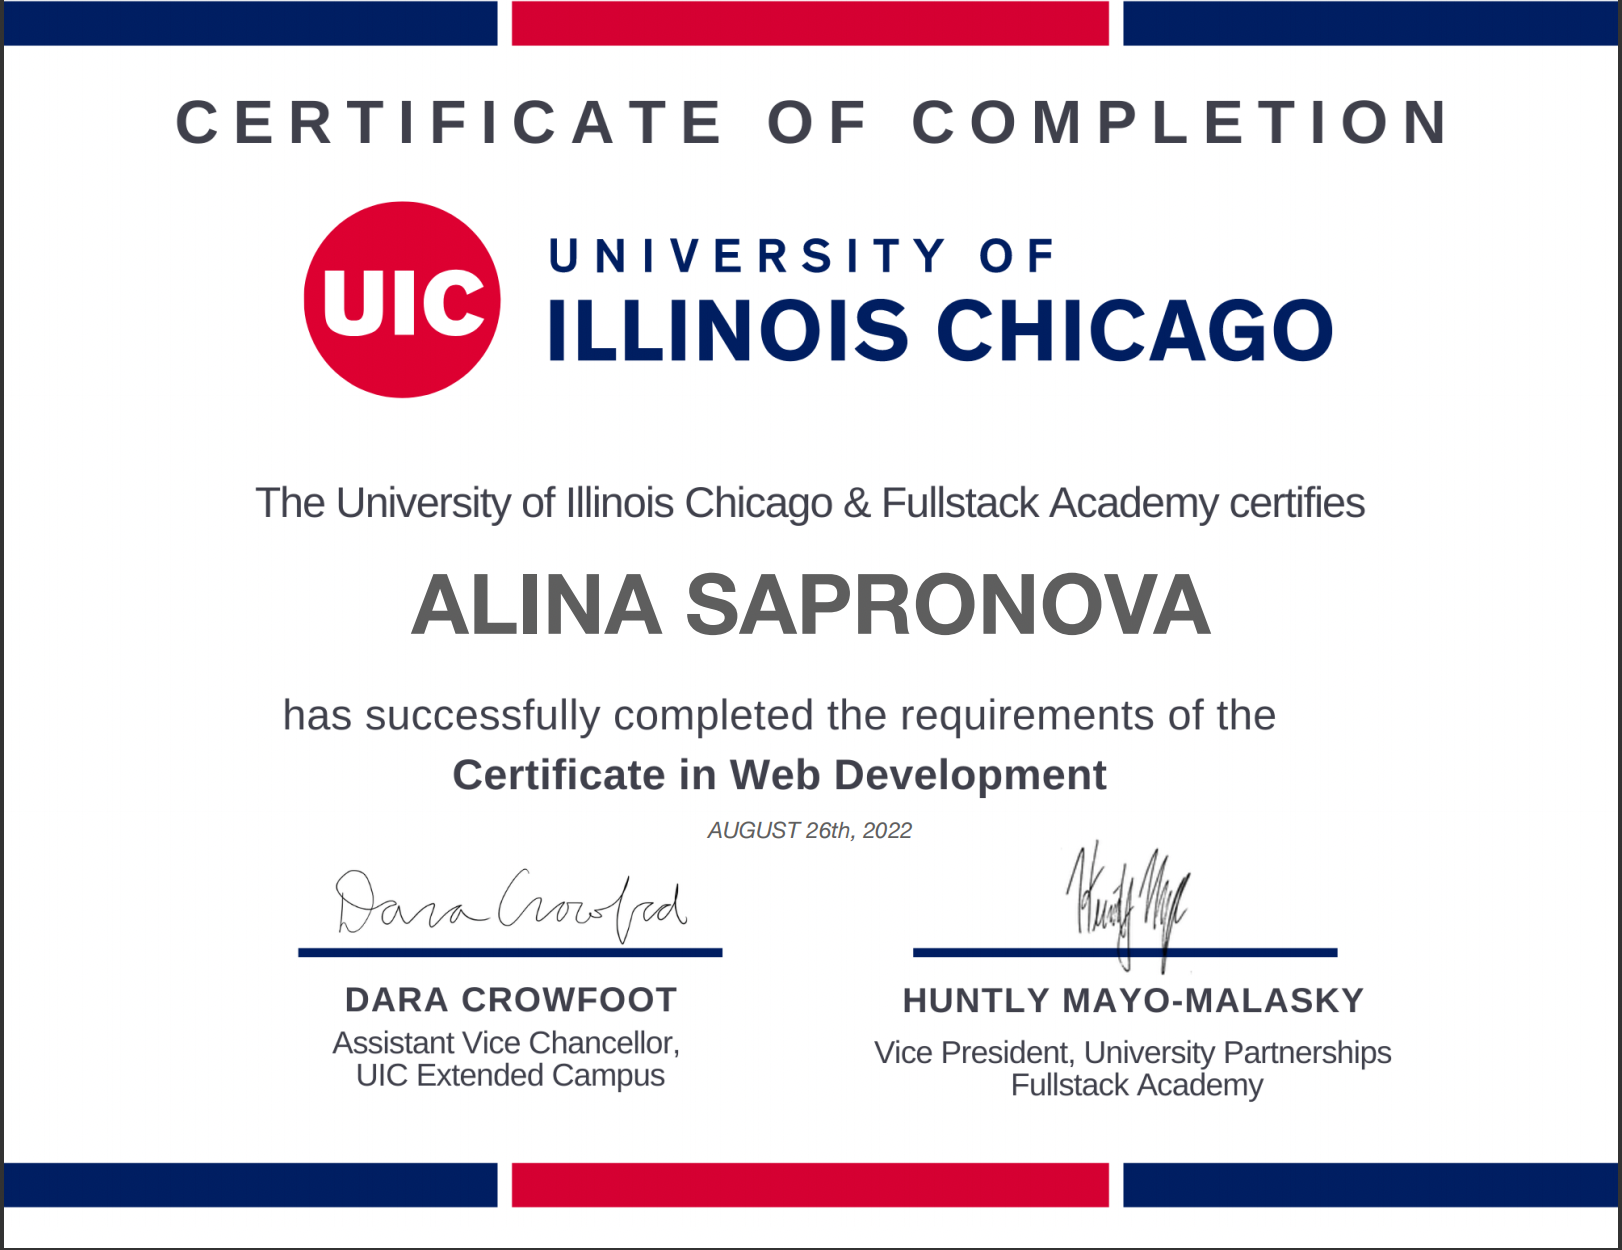 CERTIFICATE OF COMPLETION
UIC
UNIVERSITY OF
ILLINOIS CHICAGO
The University of Illinois Chicago & Fullstack Academy certifies
ALINA SAPRONOVA
has successfully completed the requirements of the
Certificate in Web Development
AUGUST 26th, 2022
Dara Crowfoot
DARA CROWFOOT
Assistant Vice Chancellor,
UIC Extended Campus
HUNTLY MAYO-MALASKY
Vice President, University Partnerships
Fullstack Academy